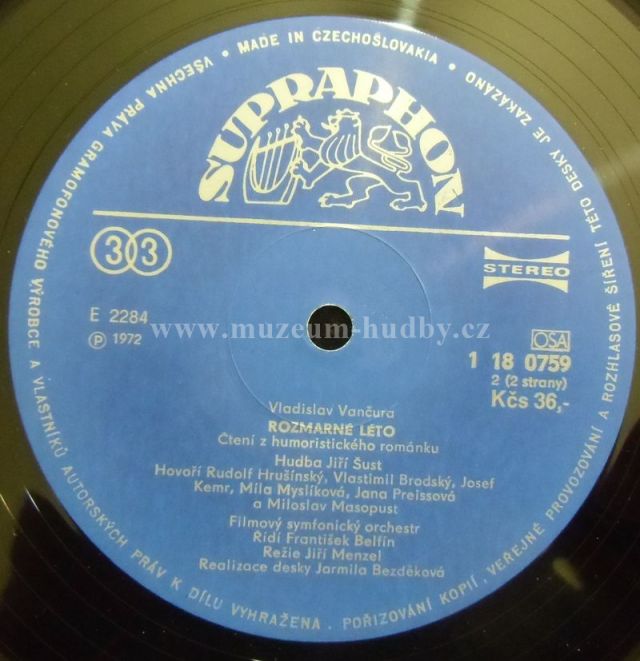 VŠECHNA PRÁVA GRAMOFONOVÉHO VÝROBCE A VLASTNÍKŮ AUTORSKÝCH PRÁV K DÍLU VYHRAŽENA . POŘIZOVÁNÍ KOPIÍ , VEŘEJNÉ PROVOZOVÁNÍ A ROZHLASOVÉ ŠÍŘENÍ TÉTO DESKY JE ZAKÁZÁNO
• MADE IN CZECHOŠLOVAKIA •
SUPRAPHON
33
STEREO
E 2284
℗ 1972
www.muzeum-hudby.cz
OSA
1 18 0759
2 (2 strany)
Kčs 36,-
Vladislav Vančura
ROZMARNÉ LÉTO
Čtení z humoristického románku
Hudba Jiří Šust
Hovoří Rudolf Hrušínský, Vlastimil Brodský, Josef
Kemr, Míla Myslíková, Jana Preissová
a Miloslav Masopust
Filmový symfonický orchestr
Řídí František Belfín
Režie Jiří Menzel
Realizace desky Jarmila Bezděková